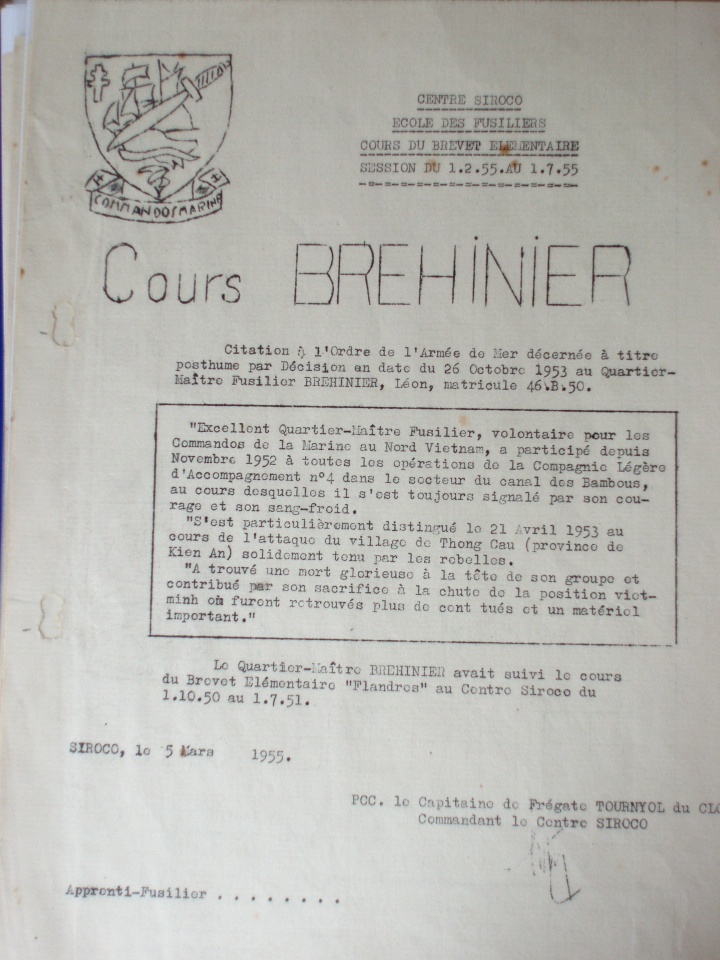 CENTRE SIROCO
ECOLE DES FUSILIERS
COURS DU BREVET ELEMENTAIRE
SESSION DU 1.2.55.AU 1.7.55
COMMANDOS MARINE
Cours BREHINIER
Citation à l'Ordre de l'Armée de Mer décernée à titre
posthume par Décision en date du 26 Octobre 1953 au Quartier-
Maître Fusilier BREHINIER, Léon, matricule 46.B.50.
"Excellent Quartier-Maître Fusilier, volontaire pour les
Commandos de la Marine au Nord Vietnam, a participé depuis
Novembre 1952 à toutes les opérations de la Compagnie Légère
d'Accompagnement n°4 dans le secteur du canal des Bambous,
au cours desquelles il s'est toujours signalé par son cou-
rage et son sang-froid.
"S'est particulièrement distingué le 21 Avril 1953 au
cours de l'attaque du village de Thong Cau (province de
Kien An) solidement tenu par les rebelles.
"A trouvé une mort glorieuse à la tête de son groupe et
contribué par son sacrifice à la chute de la position viet-
minh où furent retrouvés plus de cent tués et un matériel
important."
Le Quartier-Maître BREHINIER avait suivi le cours
du Brevet Elémentaire "Flandres" au Centre Siroco du
1.10.50 au 1.7.51.
SIROCO, le 5 Mars 1955.
PCC. le Capitaine de Frégate TOURNYOL du CLO
Commandant le Centre SIROCO
Apprenti-Fusilier . . . . . . . .